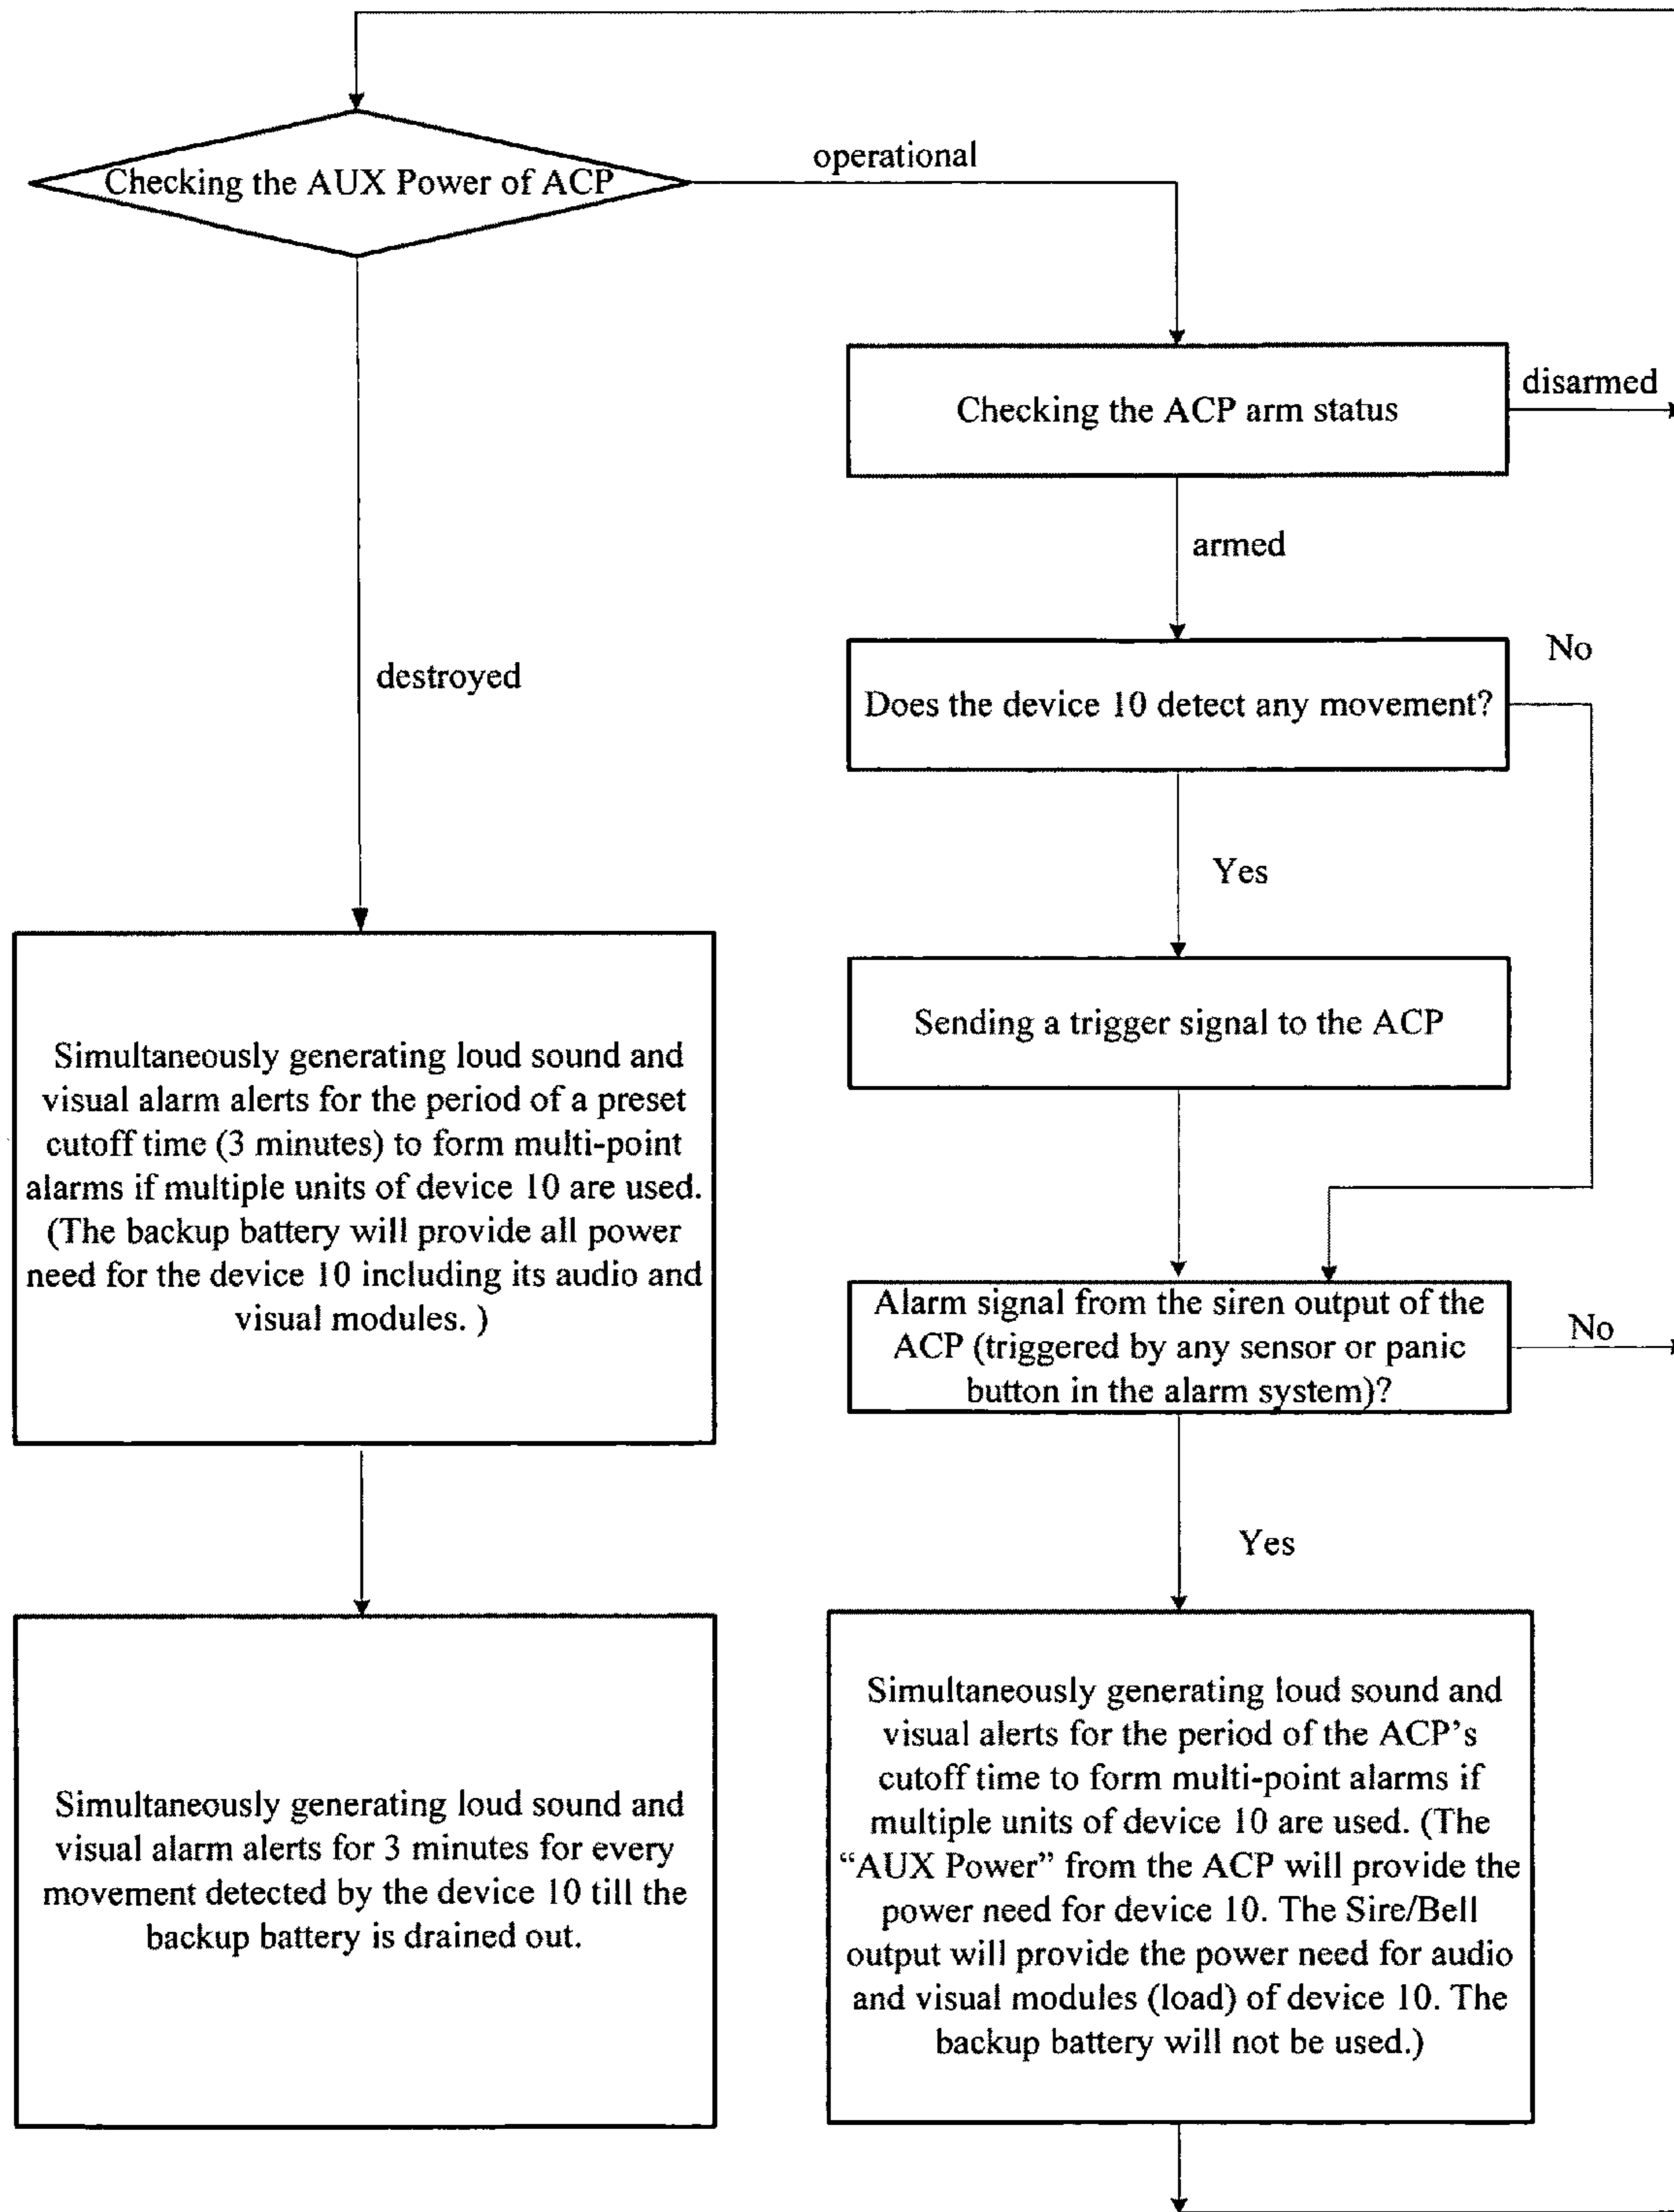 Checking the AUX Power of ACP
operational
Checking the ACP arm status
disarmed
armed
Does the device 10 detect any movement?
No
destroyed
Yes
Sending a trigger signal to the ACP
Simultaneously generating loud sound and
visual alarm alerts for the period of a preset
cutoff time (3 minutes) to form multi-point
alarms if multiple units of device 10 are used.
(The backup battery will provide all power
need for the device 10 including its audio and
visual modules. )
Alarm signal from the siren output of the
ACP (triggered by any sensor or panic
button in the alarm system)?
No
Yes
Simultaneously generating loud sound and
visual alarm alerts for 3 minutes for every
movement detected by the device 10 till the
backup battery is drained out.
Simultaneously generating loud sound and
visual alerts for the period of the ACP’s
cutoff time to form multi-point alarms if
multiple units of device 10 are used. (The
“AUX Power” from the ACP will provide the
power need for device 10. The Sire/Bell
output will provide the power need for audio
and visual modules (load) of device 10. The
backup battery will not be used.)